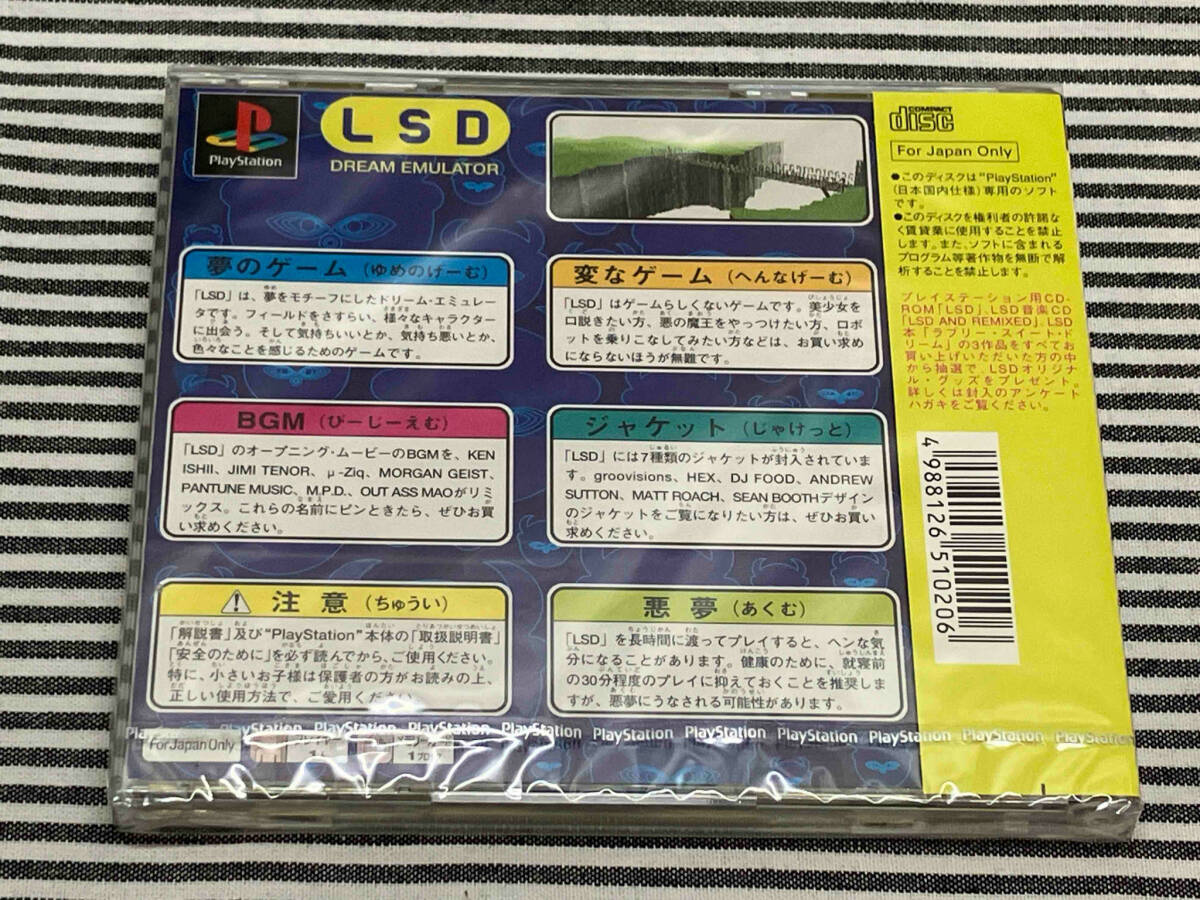 PlayStation
LSD
DREAM EMULATOR
夢のゲーム(ゆめのげーむ)
「LSD」は、夢をモチーフにしたドリーム・エミュレー
タです。フィールドをさすらい、様々なキャラクター
に出会う。そして気持ちいいとか、気持ち悪いとか、
色々なことを感じるためのゲームです。
変なゲーム(へんなげーむ)
「LSD」はゲームらしくないゲームです。美少女を
口説きたい方、悪の魔王をやっつけたい方、ロボ
ットを乗りこなしてみたい方などは、お買い求め
にならないほうが無難です。
BGM(びーじーえむ)
「LSD」のオープニング・ムービーのBGMを、KEN
ISHII、JIMI TENOR、μ-Ziq、MORGAN GEIST、
PANTUNE MUSIC、M.P.D.、OUT ASS MAOがリミ
ックス。これらの名前にピンときたら、ぜひお買
い求めください。
ジャケット(じゃけっと)
「LSD」には7種類のジャケットが封入されていま
す。groovisions、HEX、DJ FOOD、ANDREW
SUTTON、MATT ROACH、SEAN BOOTHデザイン
のジャケットをご覧になりたい方は、ぜひお買い
求めください。
注意(ちゅうい)
「解説書」及び"PlayStation"本体の「取扱説明書」
「安全のために」を必ず読んでから、ご使用ください。
特に、小さいお子様は保護者の方がお読みの上、
正しい使用方法で、ご愛用ください。
悪夢(あくむ)
「LSD」を長時間に渡ってプレイすると、ヘンな気
分になることがあります。健康のために、就寝前
の30分程度のプレイに抑えておくことを推奨しま
すが、悪夢にうなされる可能性があります。
PlayStation PlayStation PlayStation PlayStation PlayStation PlayStation PlayStation PlayStation PlayStation PlayStation
For Japan Only
COMPACT
disc
For Japan Only
●このディスクは"PlayStation"
(日本国内仕様)専用のソフト
です。
●このディスクを権利者の許諾な
く賃貸業に使用することを禁止
します。また、ソフトに含まれる
プログラム等著作物を無断で解
析することを禁止します。
プレイステーション用CD-
ROM「LSD」、LSD音楽CD
「LSD AND REMIXED」、LSD
本「ラブリー・スイート・ド
リーム」の3作品をすべてお
買い上げいただいた方の中
から抽選で、LSDオリジナ
ル・グッズをプレゼント。
詳しくは封入のアンケート
ハガキをご覧ください。
4 988126 510206